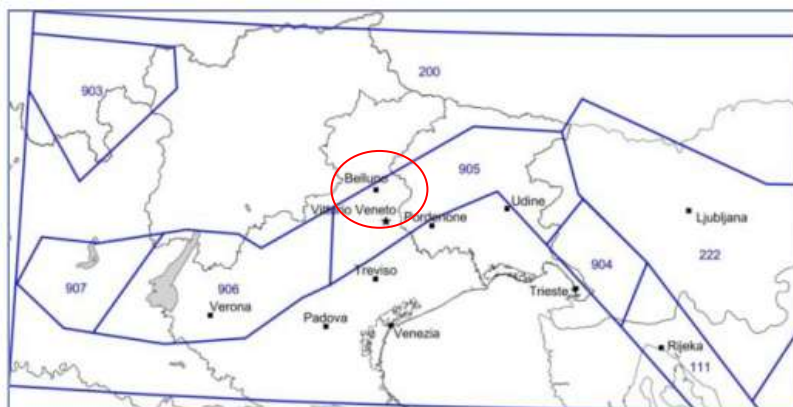 200
903
905
Belluno
Vittorio Veneto
Pordenone
Udine
Ljubljana
904
222
907
906
Treviso
Trieste
Verona
Padova
Venezia
Rijeka
111